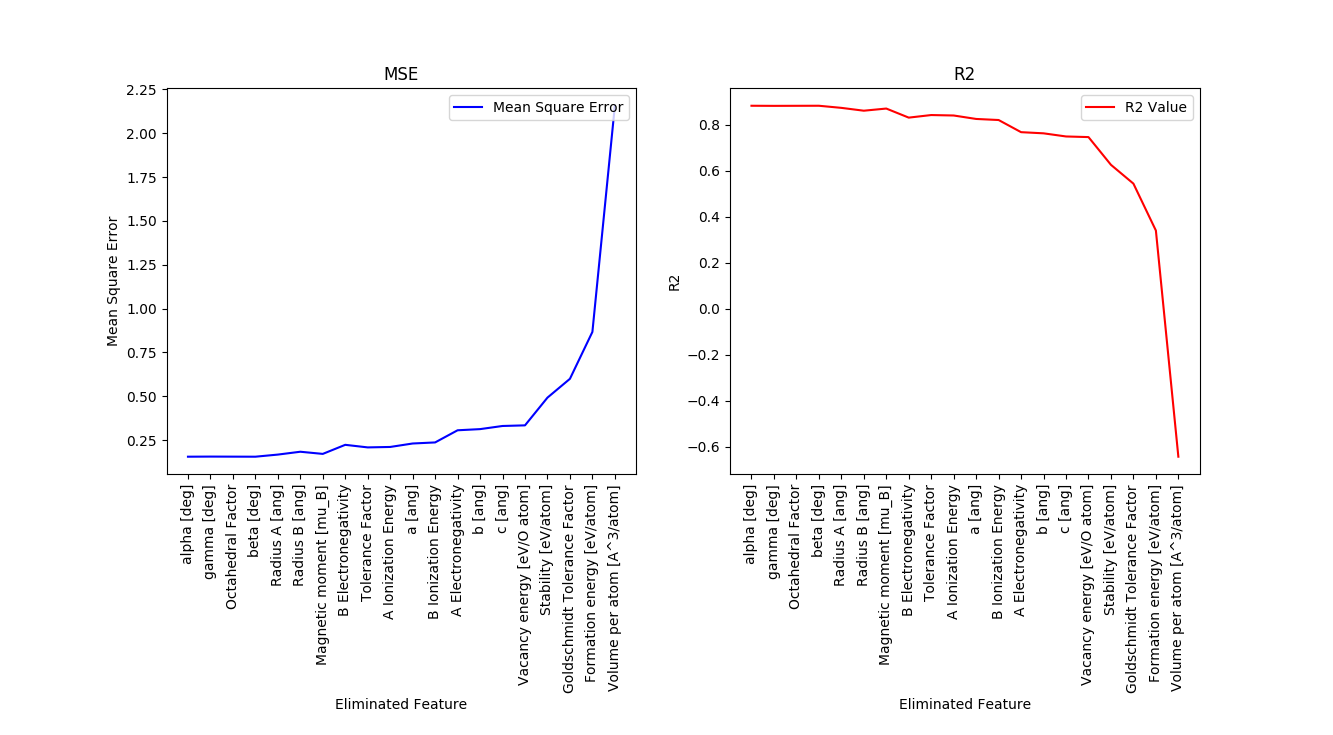 MSE
Mean Square Error
2.25
2.00
1.75
1.50
1.25
1.00
0.75
0.50
0.25
Mean Square Error
alpha [deg]
gamma [deg]
Octahedral Factor
beta [deg]
Radius A [ang]
Radius B [ang]
Magnetic moment [mu_B]
B Electronegativity
Tolerance Factor
A Ionization Energy
a [ang]
B Ionization Energy
A Electronegativity
b [ang]
c [ang]
Vacancy energy [eV/O atom]
Stability [eV/atom]
Goldschmidt Tolerance Factor
Formation energy [eV/atom]
Volume per atom [A^3/atom]
Eliminated Feature
R2
R2 Value
0.8
0.6
0.4
0.2
0.0
−0.2
−0.4
−0.6
R2
alpha [deg]
gamma [deg]
Octahedral Factor
beta [deg]
Radius A [ang]
Radius B [ang]
Magnetic moment [mu_B]
B Electronegativity
Tolerance Factor
A Ionization Energy
a [ang]
B Ionization Energy
A Electronegativity
b [ang]
c [ang]
Vacancy energy [eV/O atom]
Stability [eV/atom]
Goldschmidt Tolerance Factor
Formation energy [eV/atom]
Volume per atom [A^3/atom]
Eliminated Feature